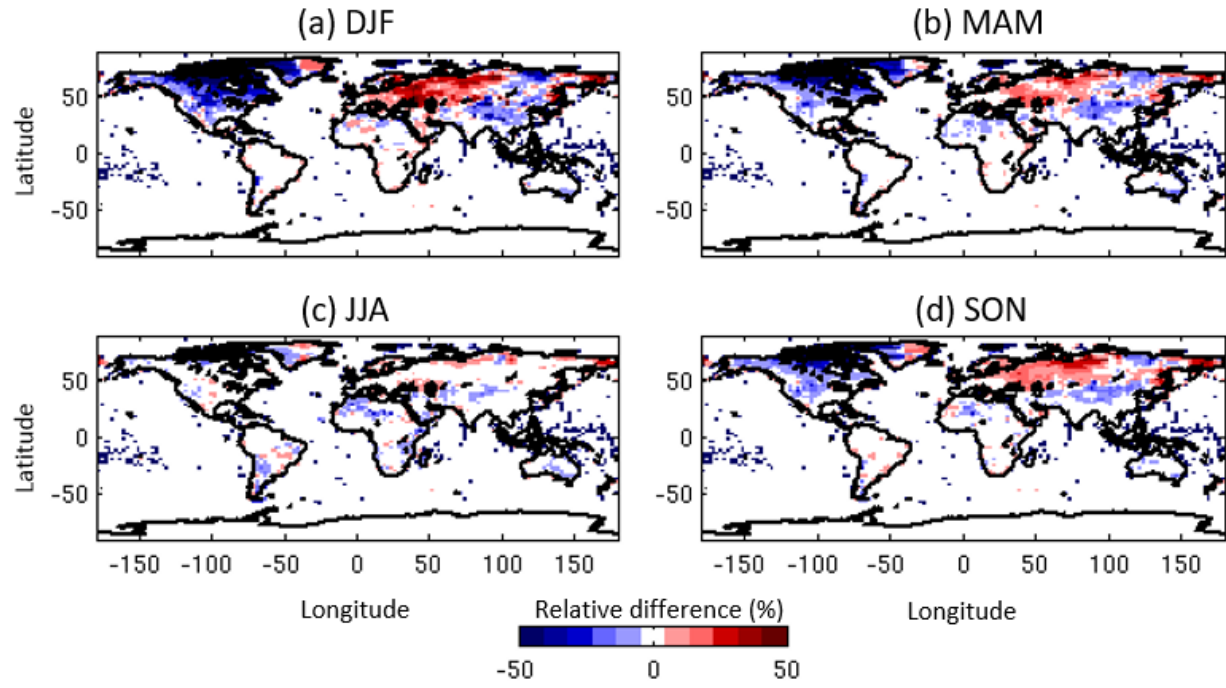 (a) DJF
(b) MAM
Latitude
50
0
-50
(c) JJA
(d) SON
Latitude
50
0
-50
-150 -100 -50 0 50 100 150
-150 -100 -50 0 50 100 150
Longitude
Relative difference (%)
Longitude
-50 0 50